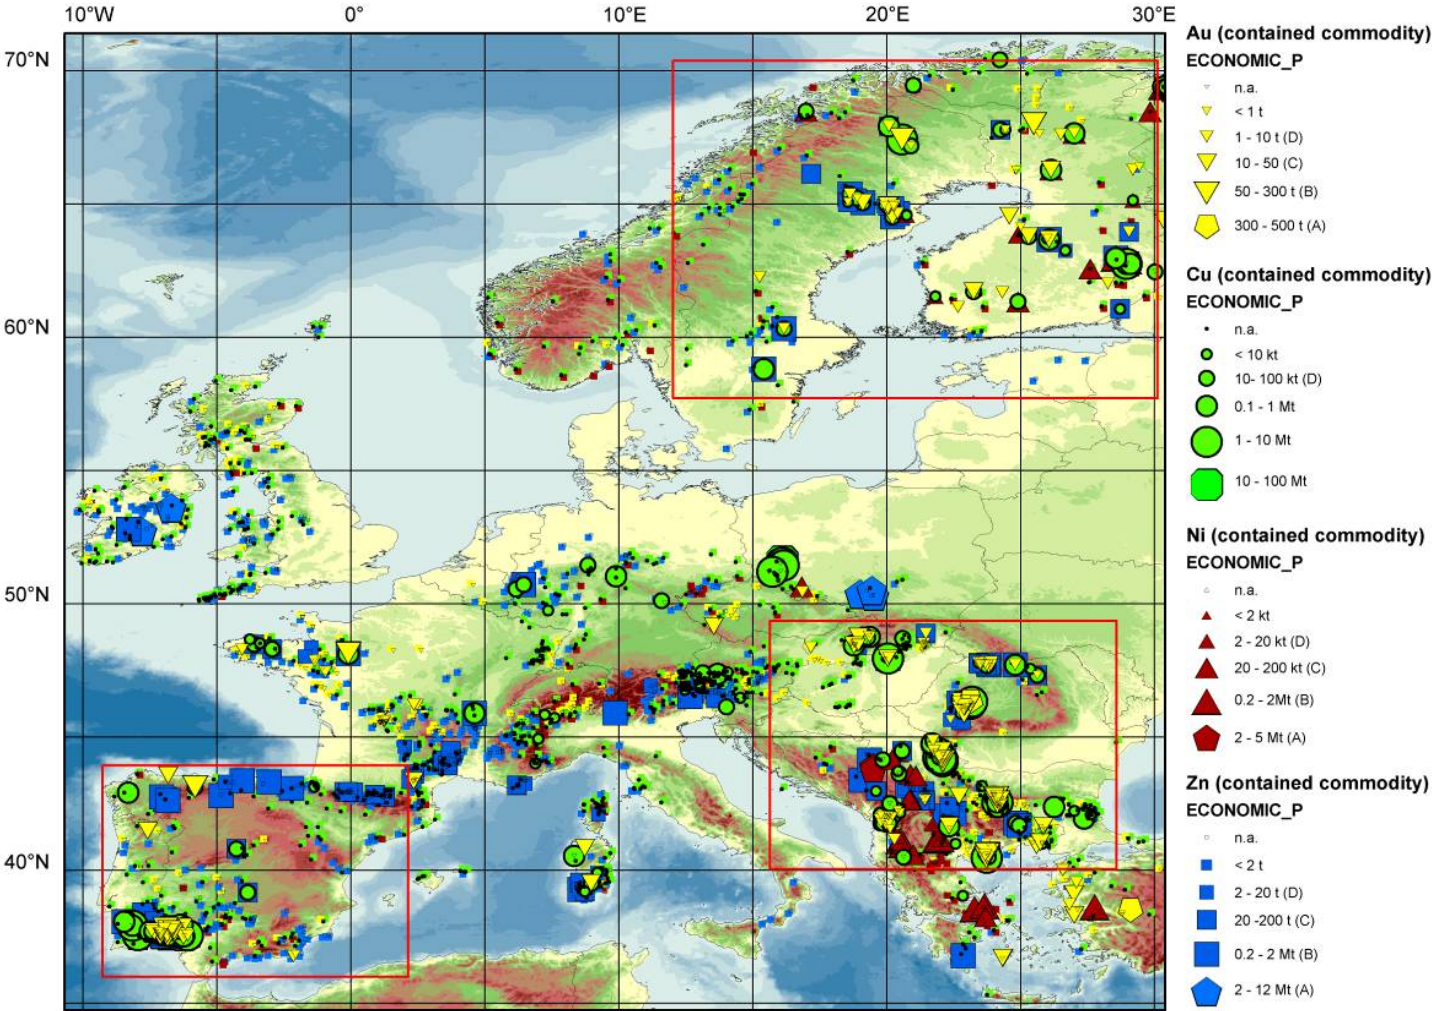 10°W 0° 10°E 20°E 30°E
70°N
60°N
50°N
40°N
Au (contained commodity)
ECONOMIC_P
n.a.
< 1 t
1 - 10 t (D)
10 - 50 (C)
50 - 300 t (B)
300 - 500 t (A)
Cu (contained commodity)
ECONOMIC_P
n.a.
< 10 kt
10- 100 kt (D)
0.1 - 1 Mt
1 - 10 Mt
10 - 100 Mt
Ni (contained commodity)
ECONOMIC_P
n.a.
< 2 kt
2 - 20 kt (D)
20 - 200 kt (C)
0.2 - 2Mt (B)
2 - 5 Mt (A)
Zn (contained commodity)
ECONOMIC_P
n.a.
< 2 t
2 - 20 t (D)
20 -200 t (C)
0.2 - 2 Mt (B)
2 - 12 Mt (A)